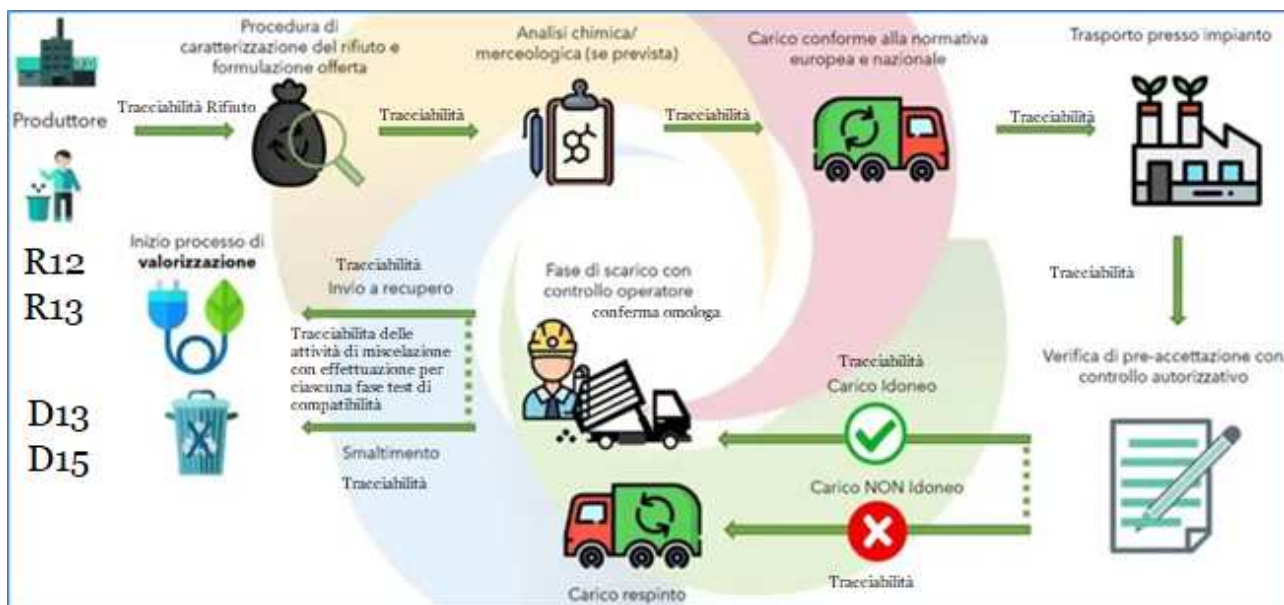 Procedura di
caratterizzazione del rifiuto e
formulazione offerta
Analisi chimica/
merceologica (se prevista)
Carico conforme alla normativa
europea e nazionale
Trasporto presso impianto
Produttore
Tracciabilità Rifiuto
Tracciabilità
Tracciabilità
Tracciabilità
Tracciabilità
Verifica di pre-accettazione con
controllo autorizzativo
Tracciabilità
Carico Idoneo
Carico NON Idoneo
Tracciabilità
Fase di scarico con
controllo operatore
conferma omologa
Carico respinto
Tracciabilità
Invio a recupero
Tracciabilita delle
attività di miscelazione
con effettuazione per
ciascuna fase test di
compatibilità
Smaltimento
Tracciabilità
Inizio processo di
valorizzazione
R12
R13
D13
D15